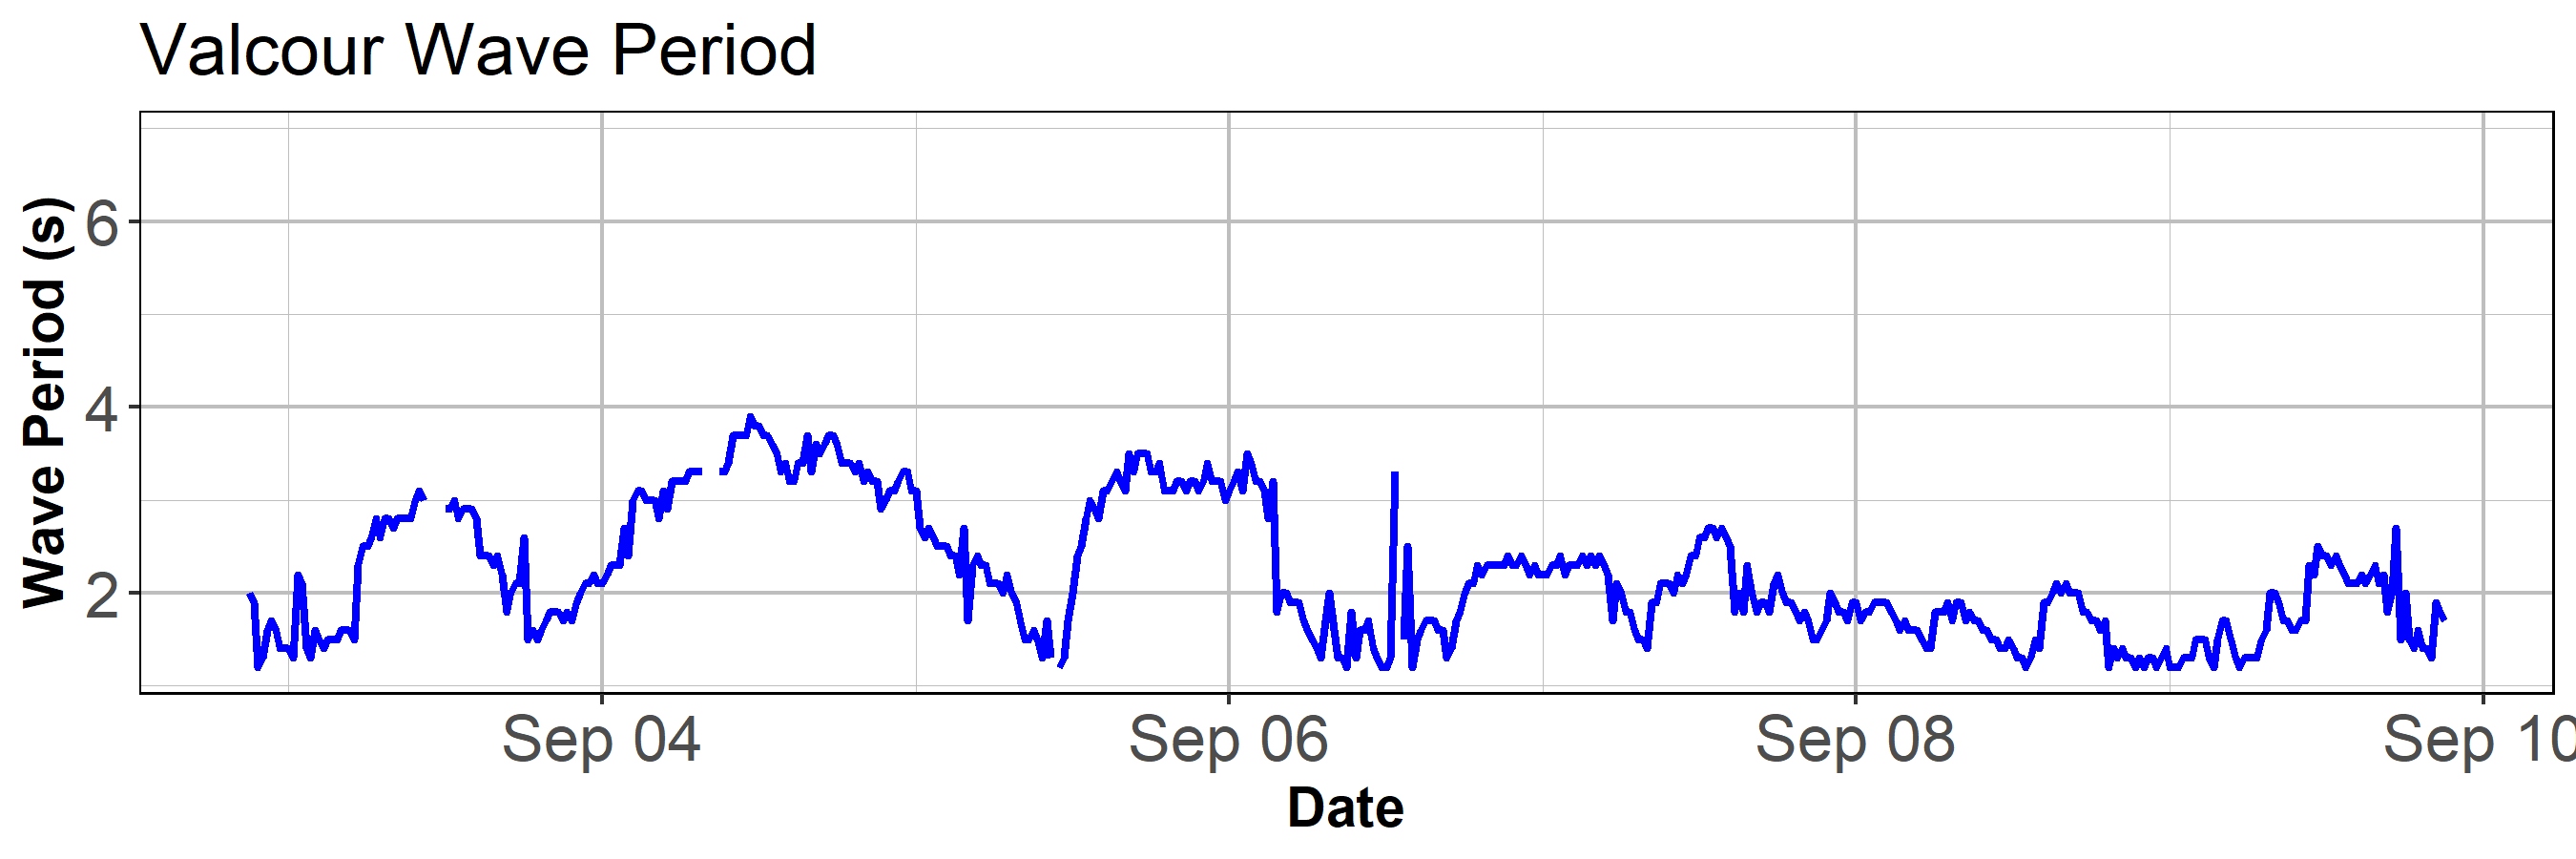 Valcour Wave Period
Wave Period (s)
6
4
2
Sep 04 Sep 06 Sep 08 Sep 10
Date